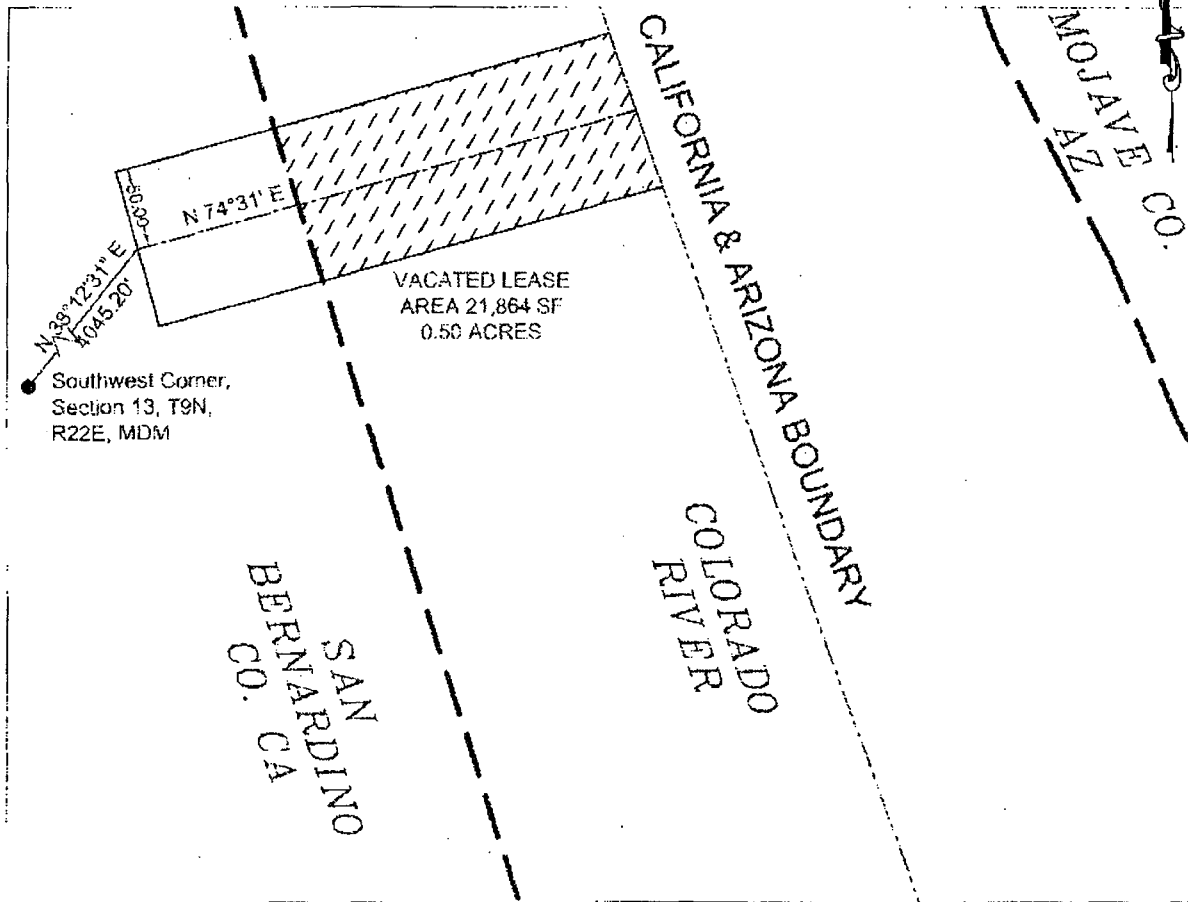 MOJAVE CO.
AZ
CALIFORNIA & ARIZONA BOUNDARY
50.00
N 74°31' E
N 38°12'31" E
4045.20'
VACATED LEASE
AREA 21,864 SF
0.50 ACRES
Southwest Corner,
Section 13, T9N,
R22E, MDM
COLORADO
RIVER
SAN
BERNARDINO
CO. CA